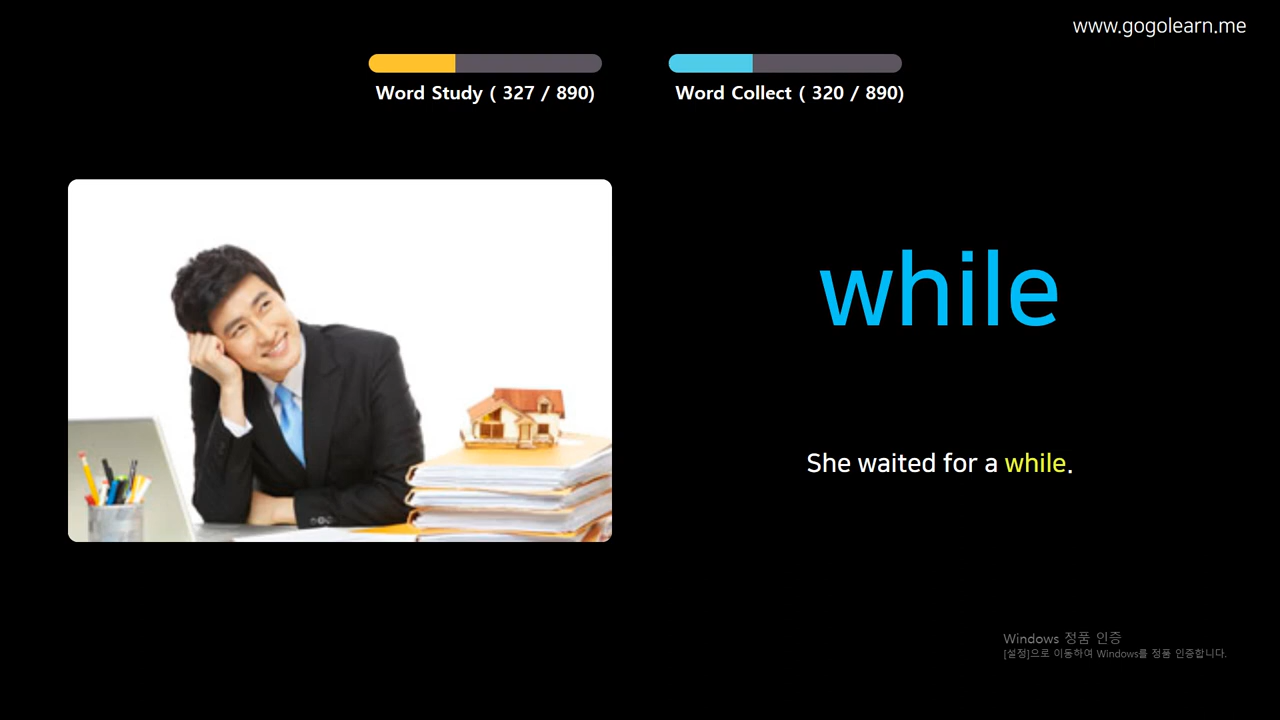 www.gogolearn.me
Word Study ( 327 / 890)
Word Collect ( 320 / 890)
while
She waited for a while.
Windows 정품 인증
[설정]으로 이동하여 Windows를 정품 인증합니다.